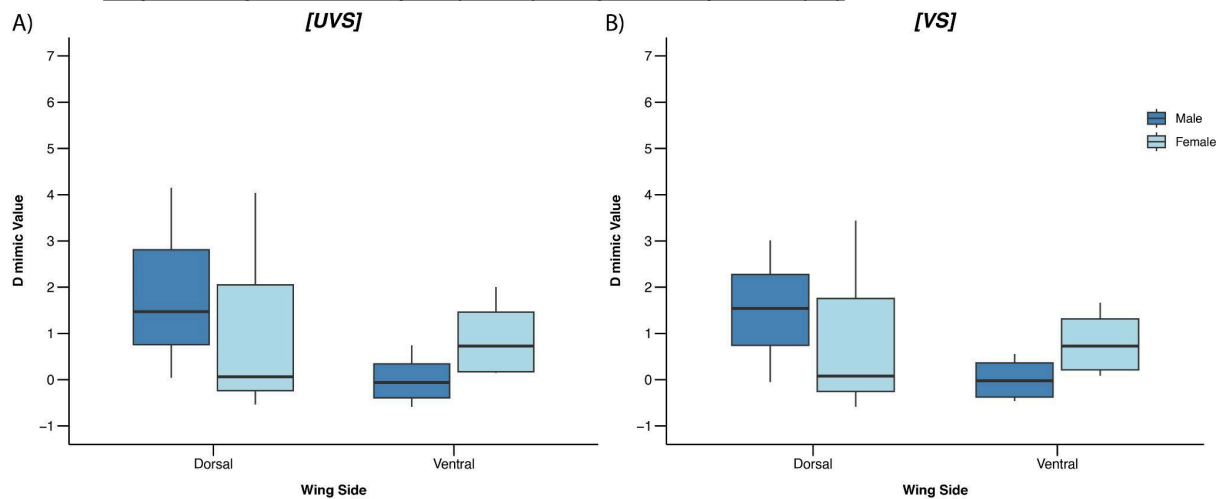 A)
[UVS]
7
6
5
4
3
2
1
0
−1
D mimic Value
Dorsal
Ventral
Wing Side
B)
[VS]
7
6
5
4
3
2
1
0
−1
D mimic Value
Dorsal
Ventral
Wing Side
Male
Female